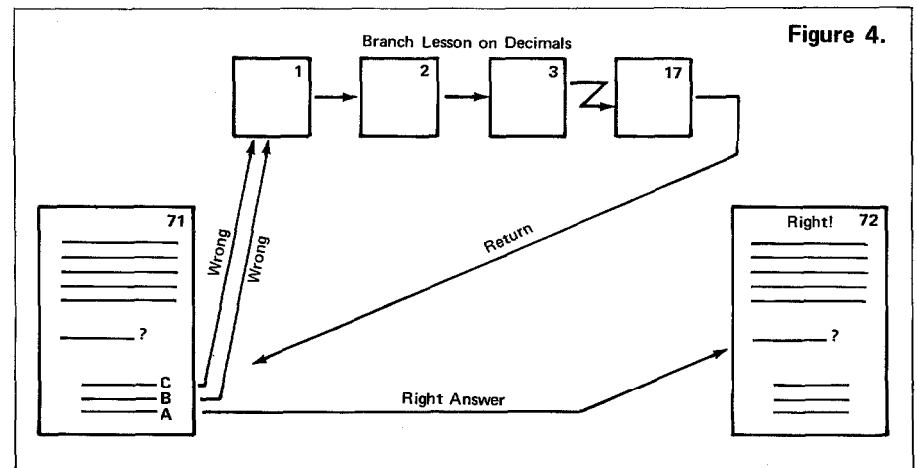 Figure 4.
Branch Lesson on Decimals
1
2
3
17
71
Wrong
Wrong
Return
Right! 72
?
?
C
B
A
Right Answer